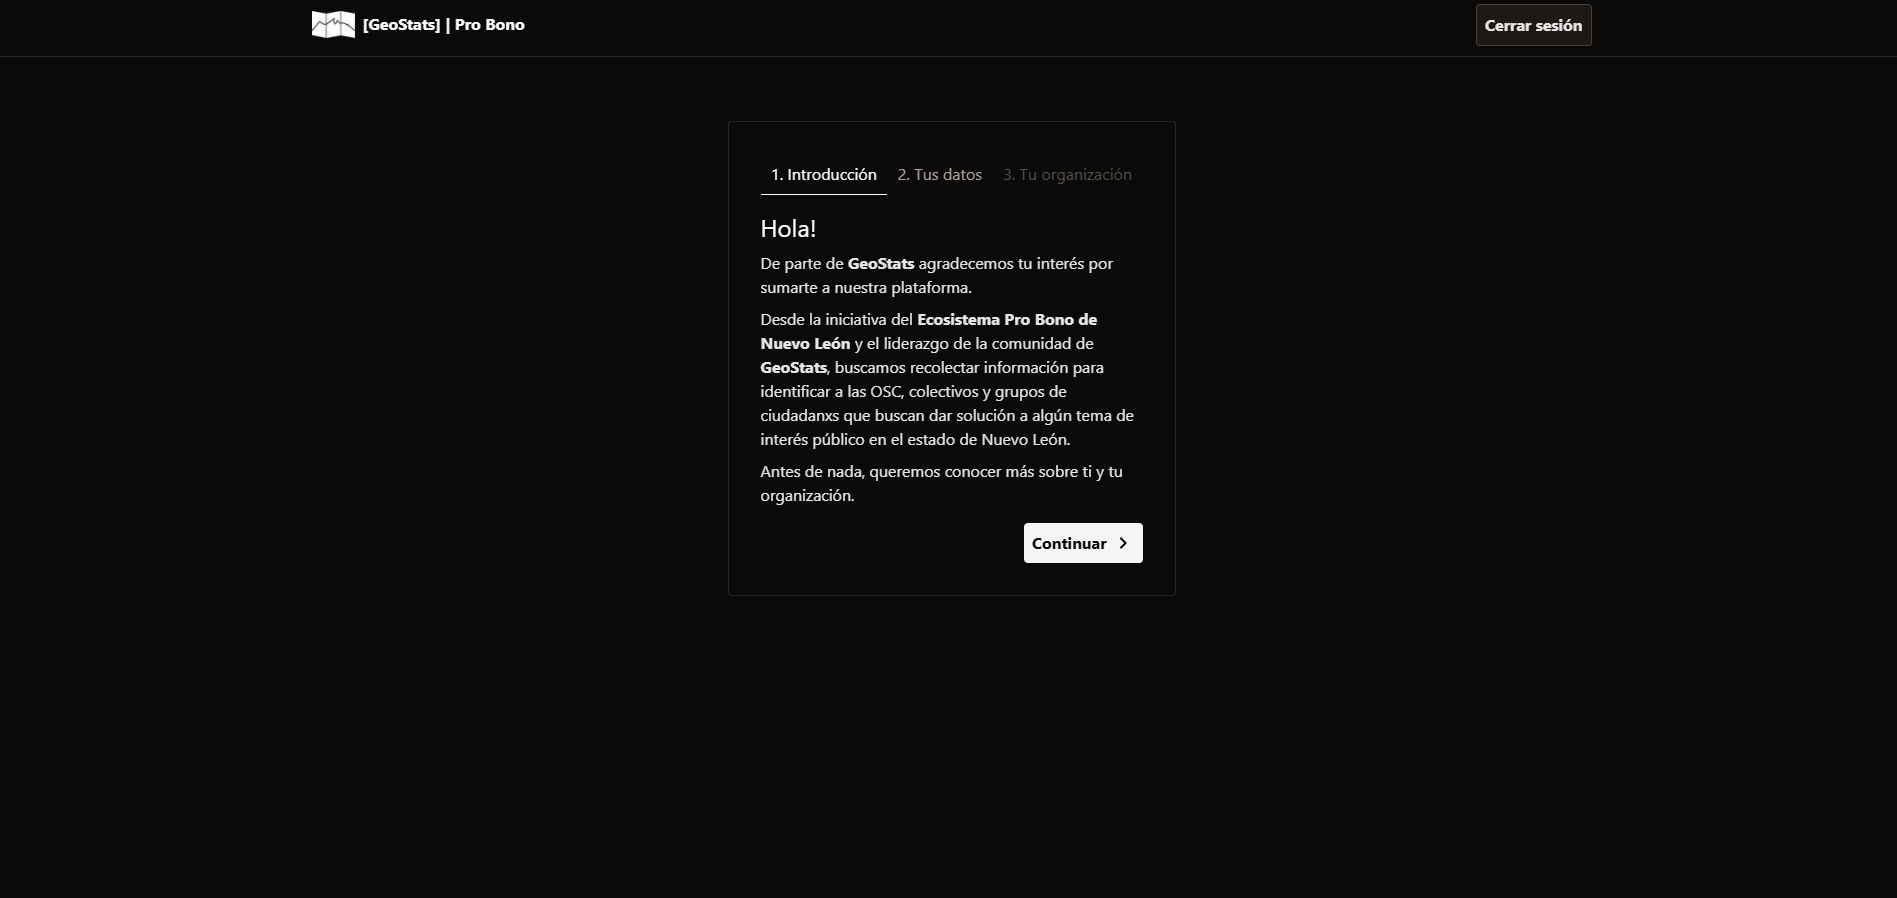 [GeoStats] | Pro Bono
Cerrar sesión
1. Introducción
2. Tus datos
3. Tu organización
Hola!
De parte de GeoStats agradecemos tu interés por
sumarte a nuestra plataforma.
Desde la iniciativa del Ecosistema Pro Bono de
Nuevo León y el liderazgo de la comunidad de
GeoStats, buscamos recolectar información para
identificar a las OSC, colectivos y grupos de
ciudadanxs que buscan dar solución a algún tema de
interés público en el estado de Nuevo León.
Antes de nada, queremos conocer más sobre ti y tu
organización.
Continuar